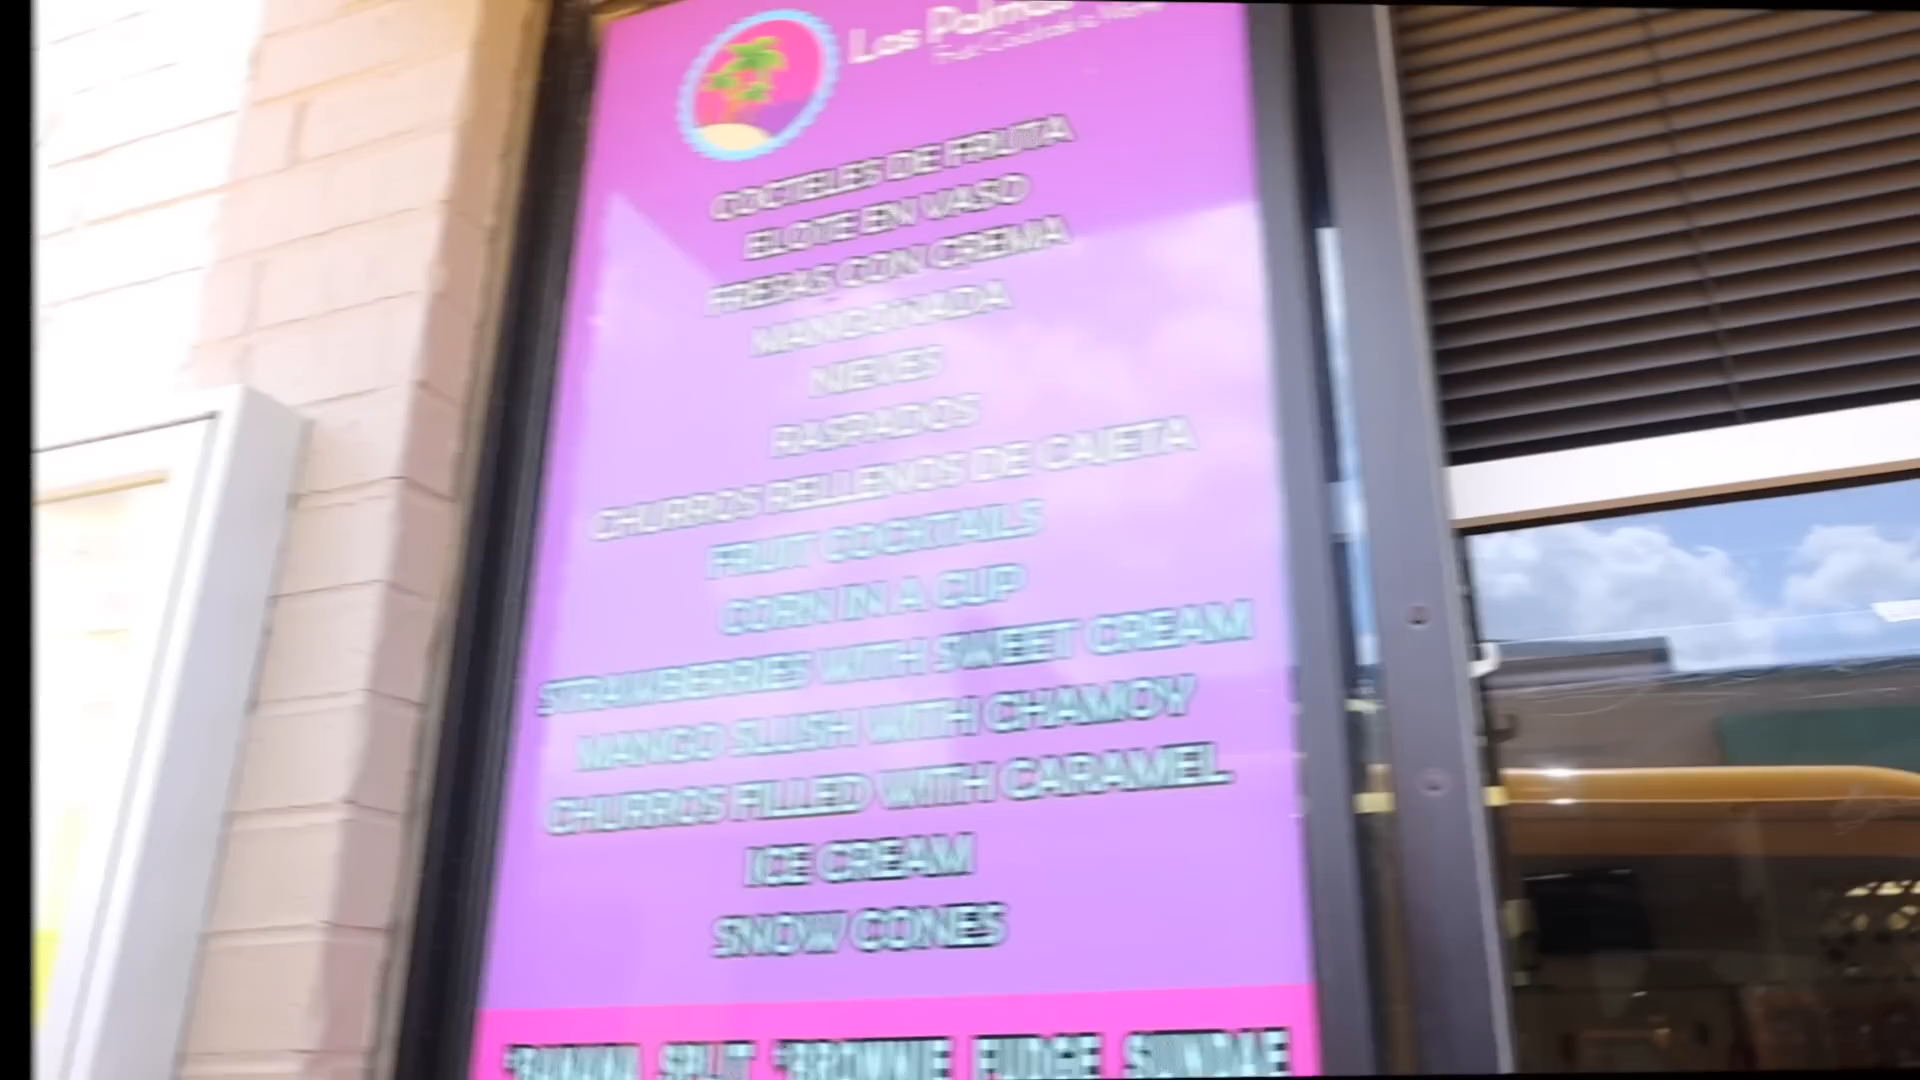 Las Palmas
COCTELES DE FRUTA
ELOTE EN VASO
FRESAS CON CREMA
MANGONADA
NIEVES
RASPADOS
CHURROS RELLENOS DE CAJETA
FRUIT COCKTAILS
CORN IN A CUP
STRAWBERRIES WITH SWEET CREAM
MANGO SLUSH WITH CHAMOY
CHURROS FILLED WITH CARAMEL
ICE CREAM
SNOW CONES
*BANANA SPLIT *BROWNIE FUDGE SUNDAE